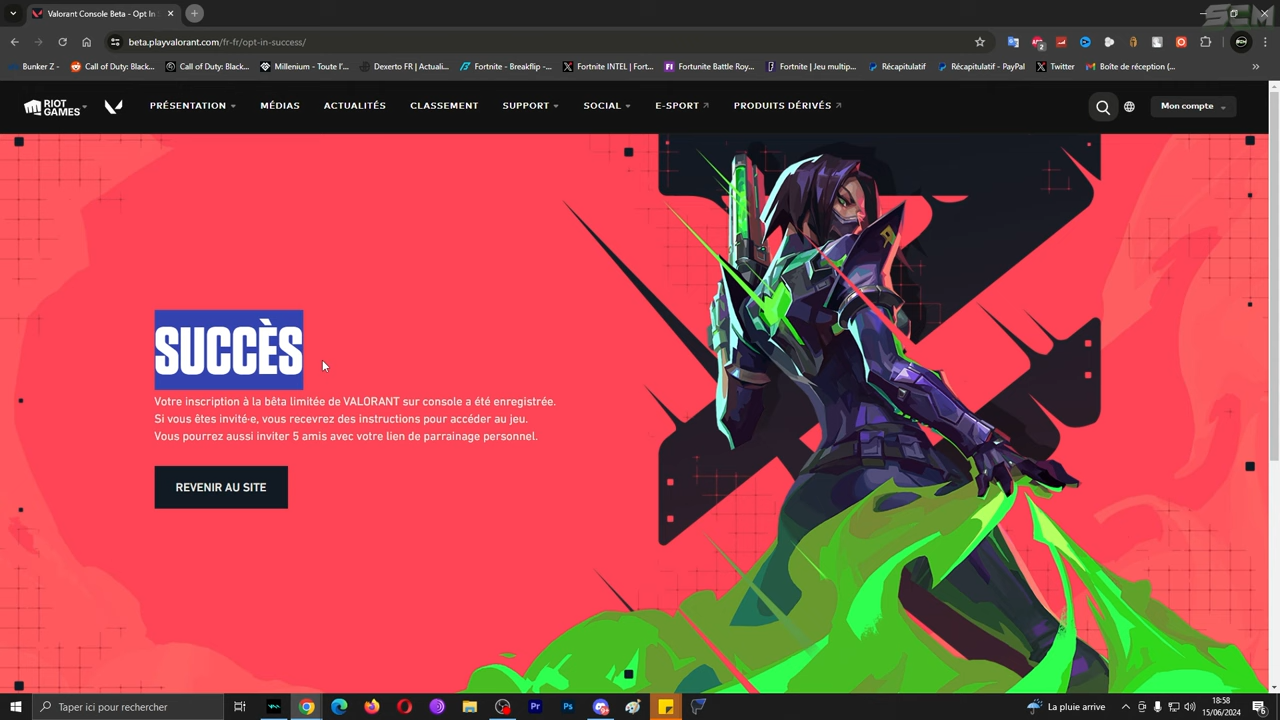 Valorant Console Beta - Opt In
beta.playvalorant.com/fr-fr/opt-in-success/
Bunker Z - Call of Duty: Black... Call of Duty: Black... Millenium - Toute l'... Dexerto FR | Actuali... Fortnite - Breakflip -... Fortnite INTEL | Fort... Fortunite Battle Roy... Fortnite | Jeu multip... Récapitulatif Récapitulatif - PayPal Twitter Boîte de réception (...
RIOT GAMES PRÉSENTATION MÉDIAS ACTUALITÉS CLASSEMENT SUPPORT SOCIAL E-SPORT PRODUITS DÉRIVÉS Mon compte
SUCCÈS
Votre inscription à la bêta limitée de VALORANT sur console a été enregistrée.
Si vous êtes invité·e, vous recevrez des instructions pour accéder au jeu.
Vous pourrez aussi inviter 5 amis avec votre lien de parrainage personnel.
REVENIR AU SITE
Taper ici pour rechercher
La pluie arrive
18:58
15/06/2024
6